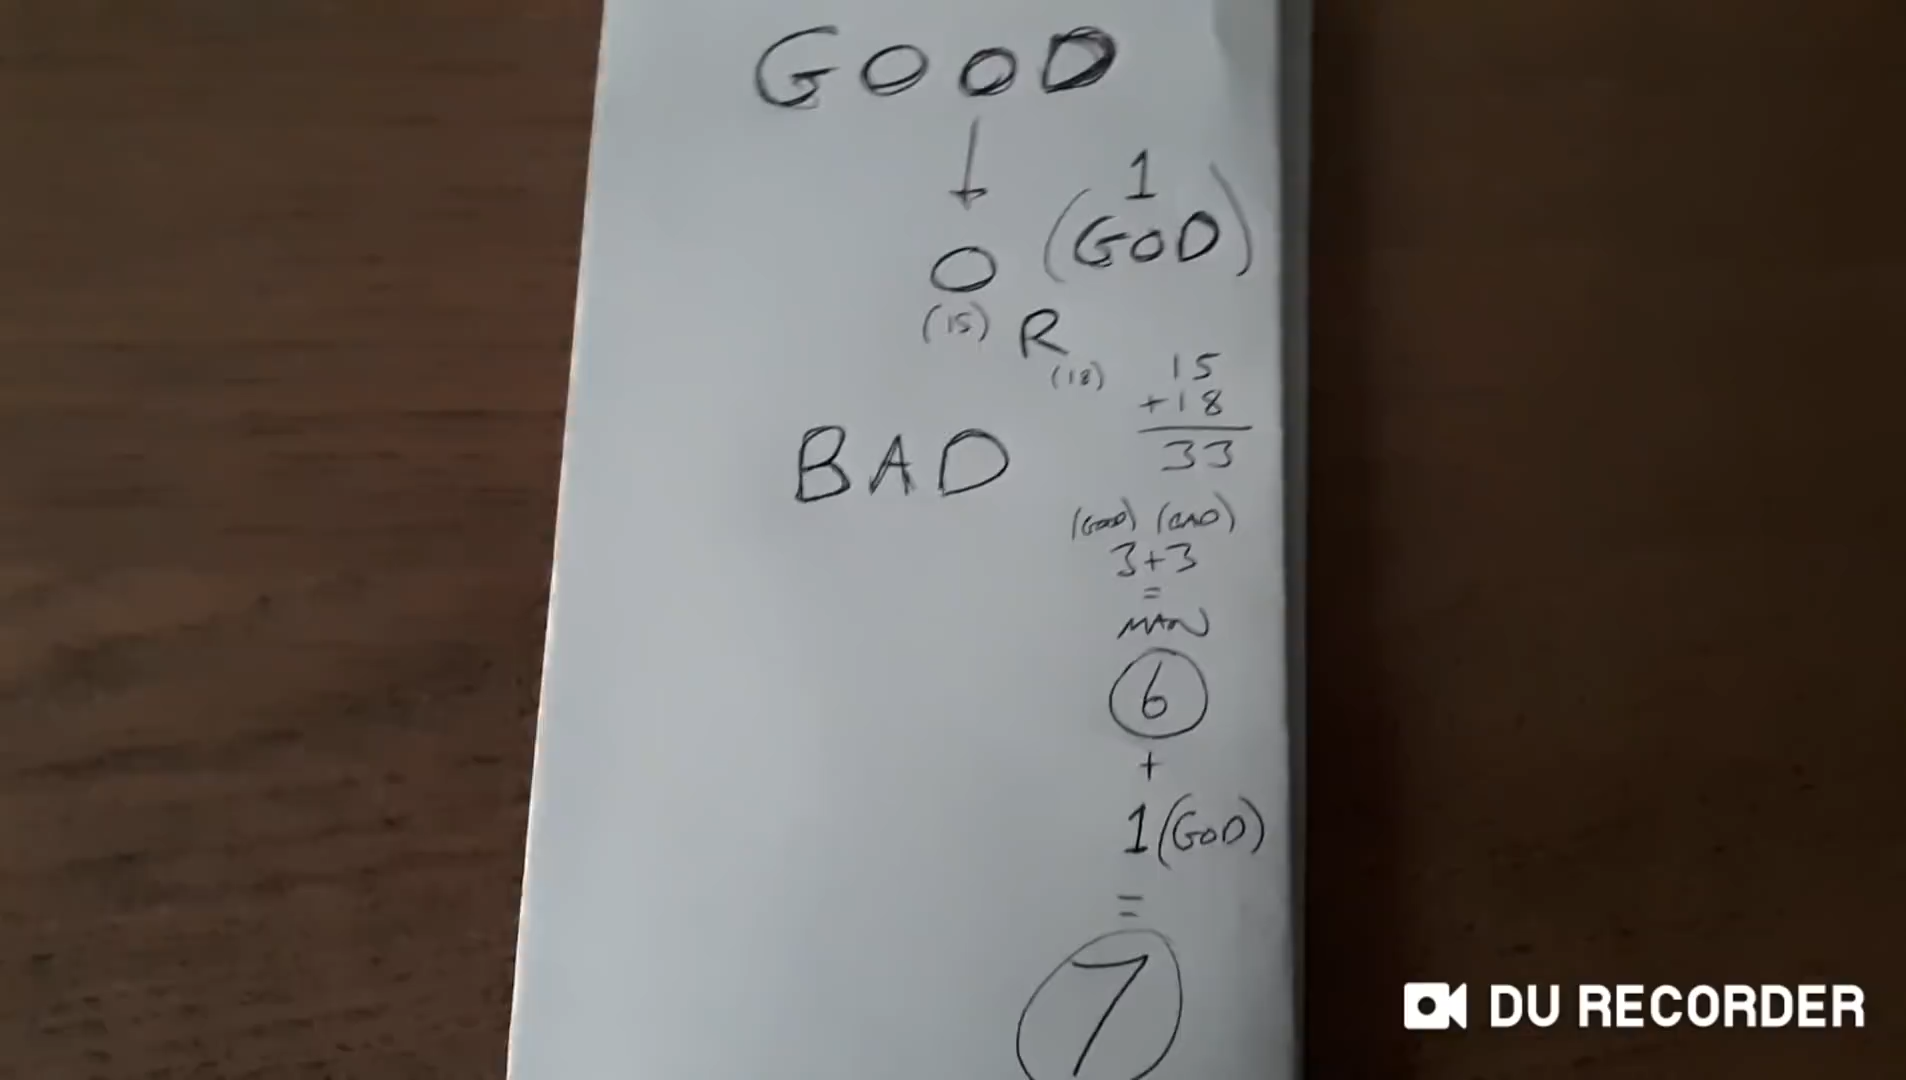 GOOD
1
(GOD)
O
(15)
R
(18)
15
+18
33
BAD
(GOOD) (BAD)
3+3
=
MAN
6
+
1(GOD)
=
7
DU RECORDER